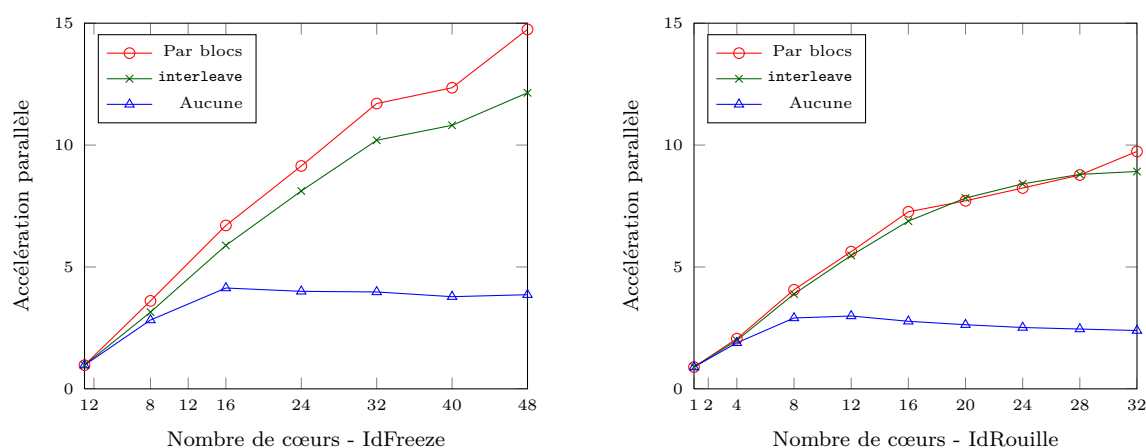 15
10
5
0
Accélération parallèle
Par blocs
interleave
Aucune
1 2 8 12 16 24 32 40 48
Nombre de cœurs - IdFreeze
15
10
5
0
Accélération parallèle
Par blocs
interleave
Aucune
1 2 4 8 12 16 20 24 28 32
Nombre de cœurs - IdRouille